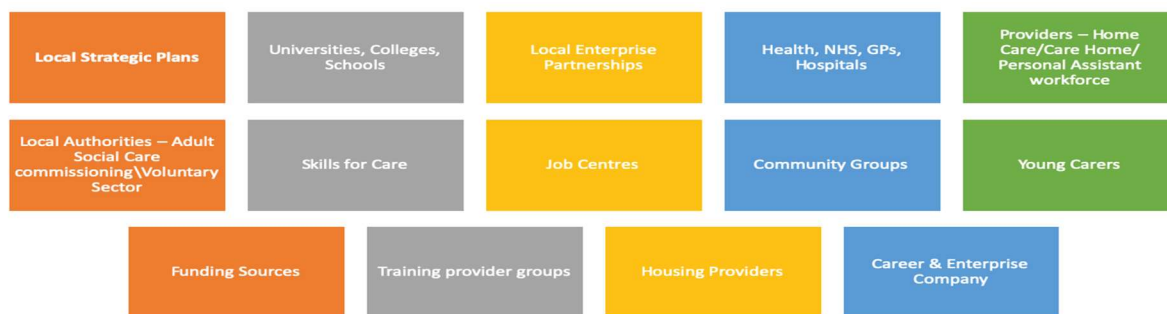 Local Strategic Plans
Universities, Colleges,
Schools
Local Enterprise
Partnerships
Health, NHS, GPs,
Hospitals
Providers – Home
Care/Care Home/
Personal Assistant
workforce
Local Authorities – Adult
Social Care
commissioning\Voluntary
Sector
Skills for Care
Job Centres
Community Groups
Young Carers
Funding Sources
Training provider groups
Housing Providers
Career & Enterprise
Company